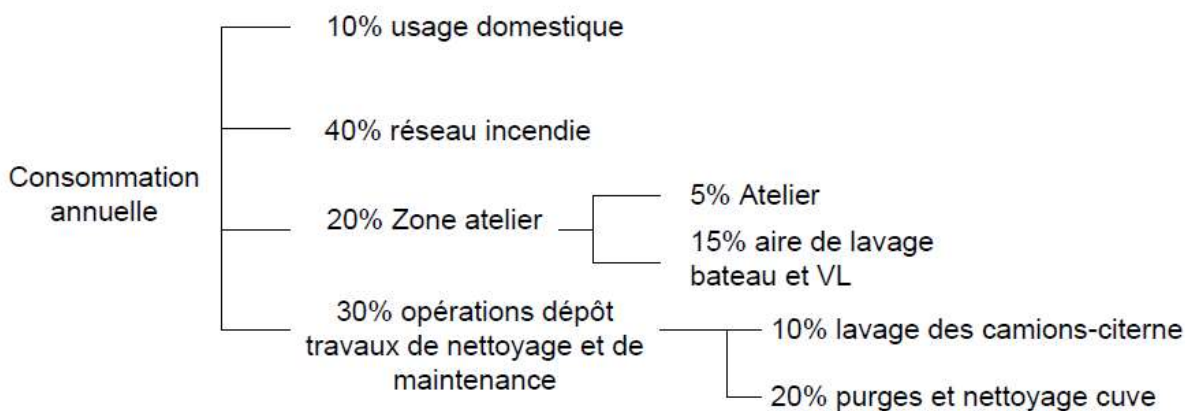 10% usage domestique
40% réseau incendie
Consommation
annuelle
20% Zone atelier
5% Atelier
15% aire de lavage
bateau et VL
30% opérations dépôt
travaux de nettoyage et de
maintenance
10% lavage des camions-citerne
20% purges et nettoyage cuve